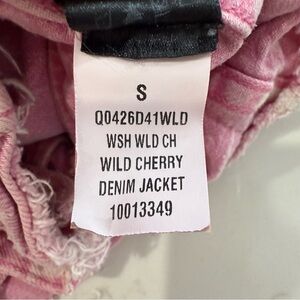 S
Q0426D41WLD
WSH WLD CH
WILD CHERRY
DENIM JACKET
10013349